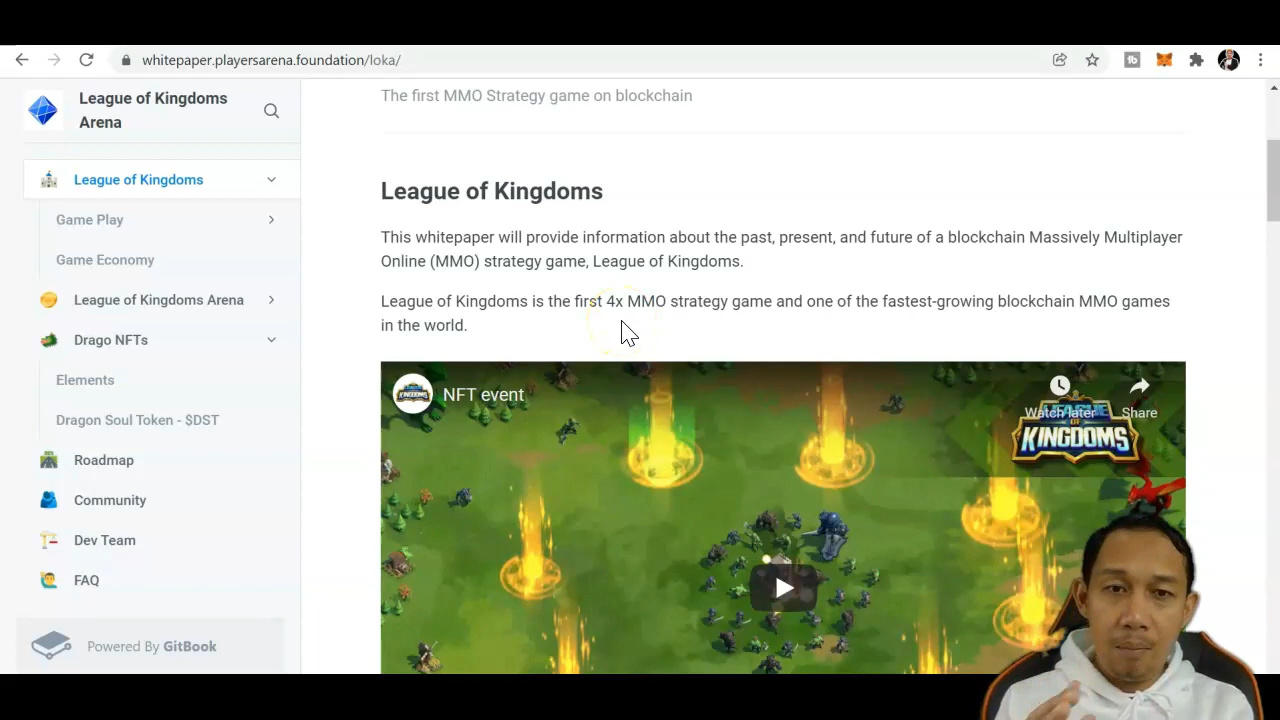 whitepaper.playersarena.foundation/loka/
League of Kingdoms
Arena
League of Kingdoms
Game Play
Game Economy
League of Kingdoms Arena
Drago NFTs
Elements
Dragon Soul Token - $DST
Roadmap
Community
Dev Team
FAQ
Powered By GitBook
The first MMO Strategy game on blockchain
League of Kingdoms
This whitepaper will provide information about the past, present, and future of a blockchain Massively Multiplayer
Online (MMO) strategy game, League of Kingdoms.
League of Kingdoms is the first 4x MMO strategy game and one of the fastest-growing blockchain MMO games
in the world.
NFT event
Watch later
Share
LEAGUE
OF
KINGDOMS